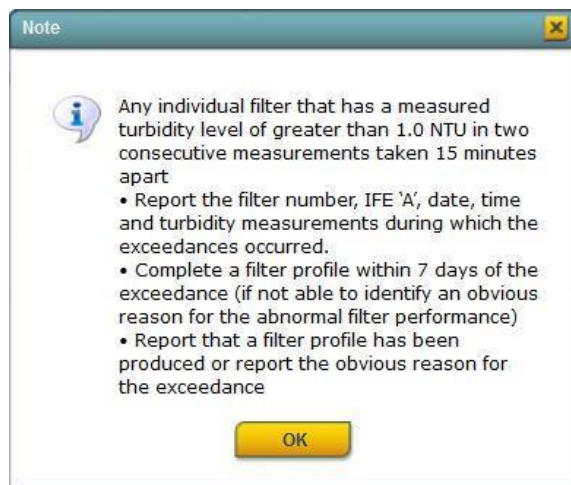 Note
Any individual filter that has a measured
turbidity level of greater than 1.0 NTU in two
consecutive measurements taken 15 minutes
apart
• Report the filter number, IFE ‘A’, date, time
and turbidity measurements during which the
exceedances occurred.
• Complete a filter profile within 7 days of the
exceedance (if not able to identify an obvious
reason for the abnormal filter performance)
• Report that a filter profile has been
produced or report the obvious reason for
the exceedance
OK